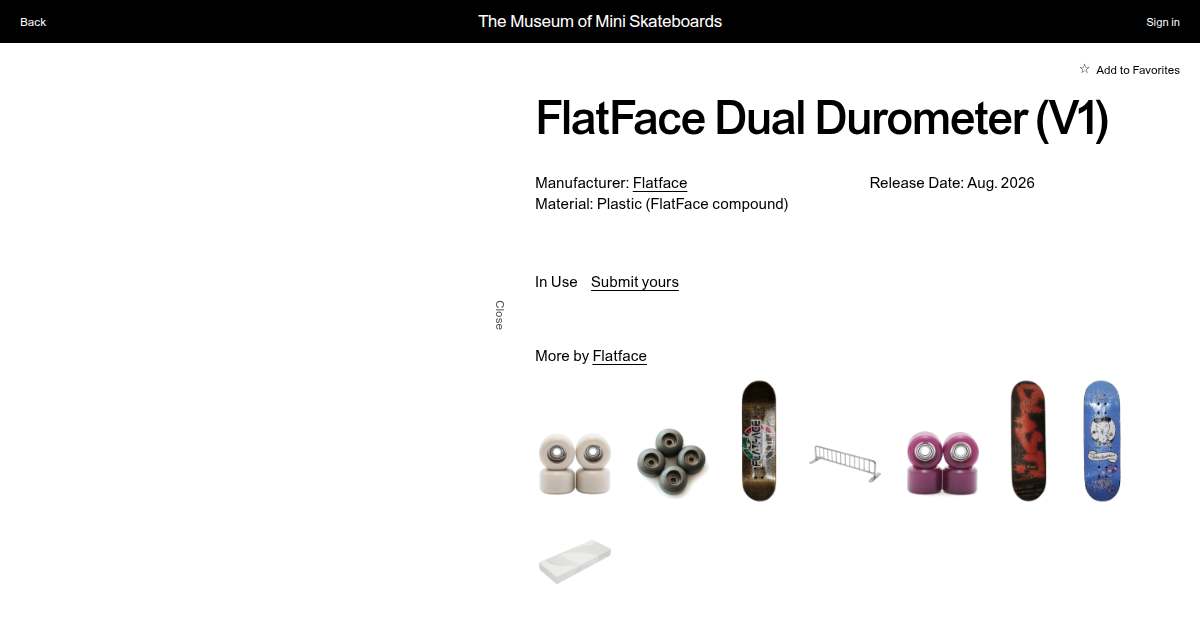 Back
The Museum of Mini Skateboards
Sign in
☆ Add to Favorites
FlatFace Dual Durometer (V1)
Manufacturer: Flatface
Release Date: Aug. 2026
Material: Plastic (FlatFace compound)
In Use Submit yours
Close
More by Flatface
FLATFACE